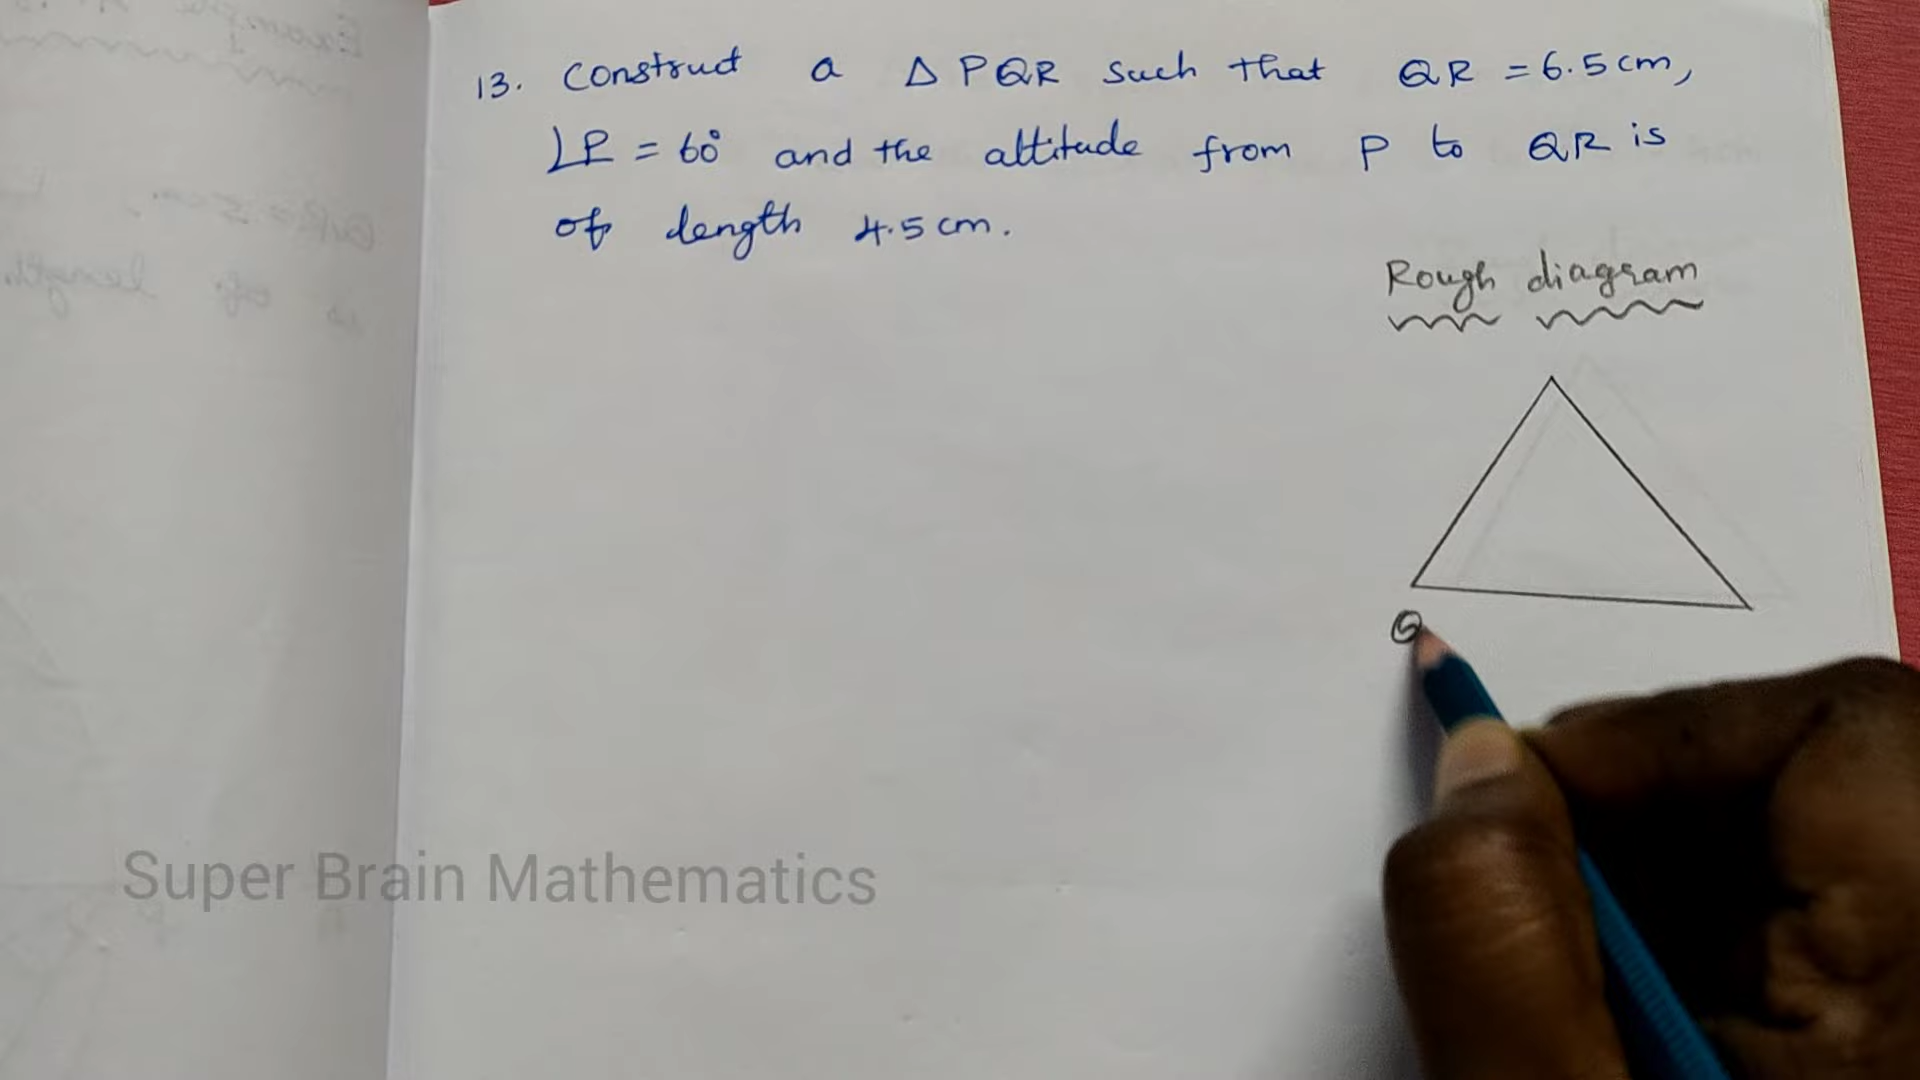 13. Construct a Δ PQR such that QR = 6.5 cm,
∠P = 60° and the altitude from P to QR is
of length 4.5 cm.
Rough diagram
Q
Super Brain Mathematics